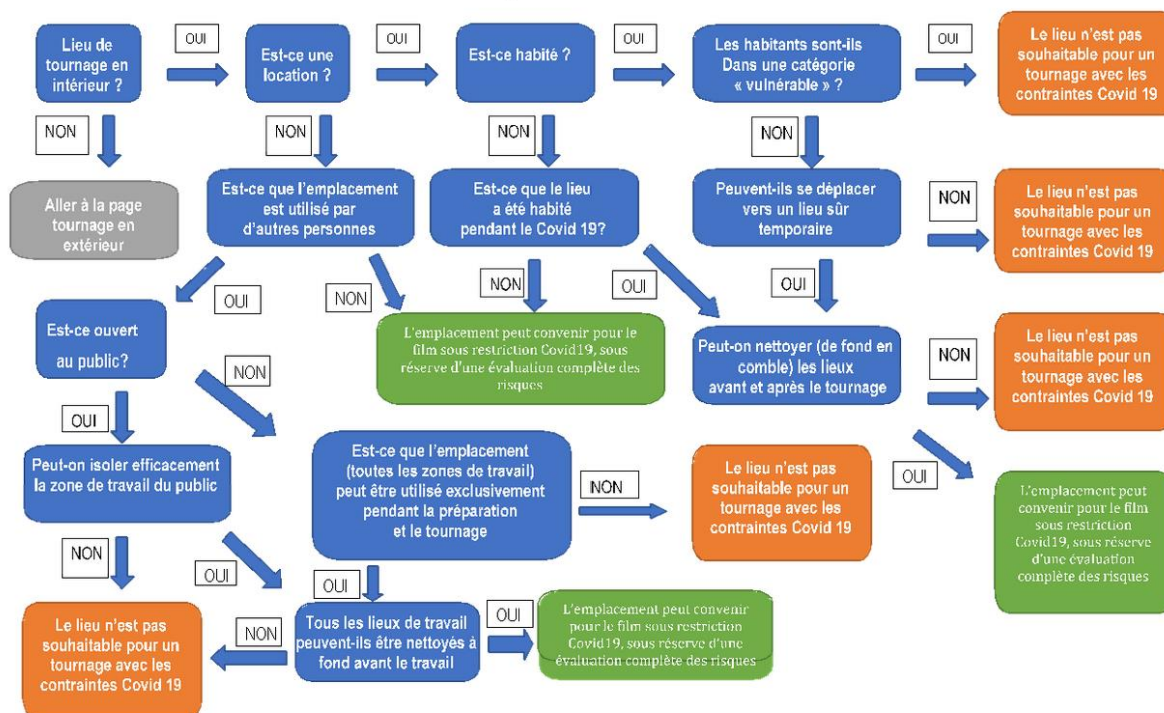 Lieu de
tournage en
intérieur ?
OUI
Est-ce une
location ?
OUI
Est-ce habité ?
OUI
Les habitants sont-ils
Dans une catégorie
« vulnérable » ?
OUI
Le lieu n'est pas
souhaitable pour un
tournage avec les
contraintes Covid 19
NON
NON
NON
NON
Aller à la page
tournage en
extérieur
Est-ce que l'emplacement
est utilisé par
d'autres personnes
Est-ce que le lieu
a été habité
pendant le Covid 19?
Peuvent-ils se déplacer
vers un lieu sûr
temporaire
NON
Le lieu n'est pas
souhaitable pour un
tournage avec les
contraintes Covid 19
OUI
NON
NON
OUI
OUI
Est-ce ouvert
au public?
L'emplacement peut convenir pour le
film sous restriction Covid19, sous
réserve d'une évaluation complète des
risques
Peut-on nettoyer (de fond en
comble) les lieux
avant et après le tournage
NON
Le lieu n'est pas
souhaitable pour un
tournage avec les
contraintes Covid 19
OUI
NON
Peut-on isoler efficacement
la zone de travail du public
Est-ce que l'emplacement
(toutes les zones de travail)
peut être utilisé exclusivement
pendant la préparation
et le tournage
NON
Le lieu n'est pas
souhaitable pour un
tournage avec les
contraintes Covid 19
OUI
L'emplacement peut
convenir pour le film
sous restriction
Covid19, sous réserve
d'une évaluation
complète des risques
NON
OUI
OUI
Le lieu n'est pas
souhaitable pour un
tournage avec les
contraintes Covid 19
NON
Tous les lieux de travail
peuvent-ils être nettoyés à
fond avant le travail
OUI
L'emplacement peut convenir
pour le film sous restriction
Covid19, sous réserve d'une
évaluation complète des risques